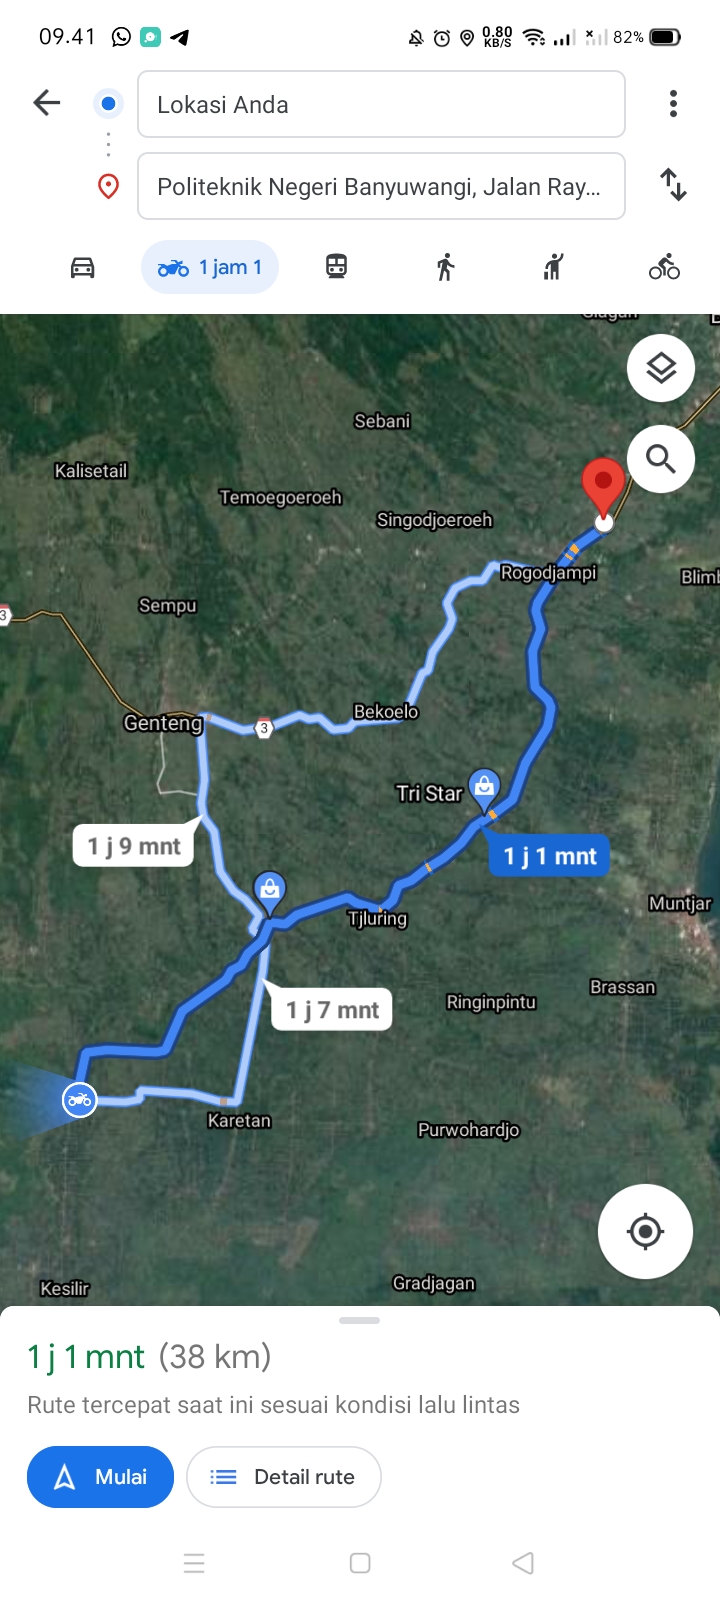 09.41
0.80 KB/S
82%
Lokasi Anda
Politeknik Negeri Banyuwangi, Jalan Ray...
1 jam 1
Sebani
Kalisetail
Temoegoeroeh
Singodjoeroeh
Rogodjampi
Sempu
3
Genteng
3
Bekoelo
Tri Star
1 j 9 mnt
1 j 1 mnt
Tjluring
Muntjar
Brassan
Ringinpintu
1 j 7 mnt
Karetan
Purwohardjo
Kesilir
Gradjagan
1 j 1 mnt (38 km)
Rute tercepat saat ini sesuai kondisi lalu lintas
Mulai
Detail rute